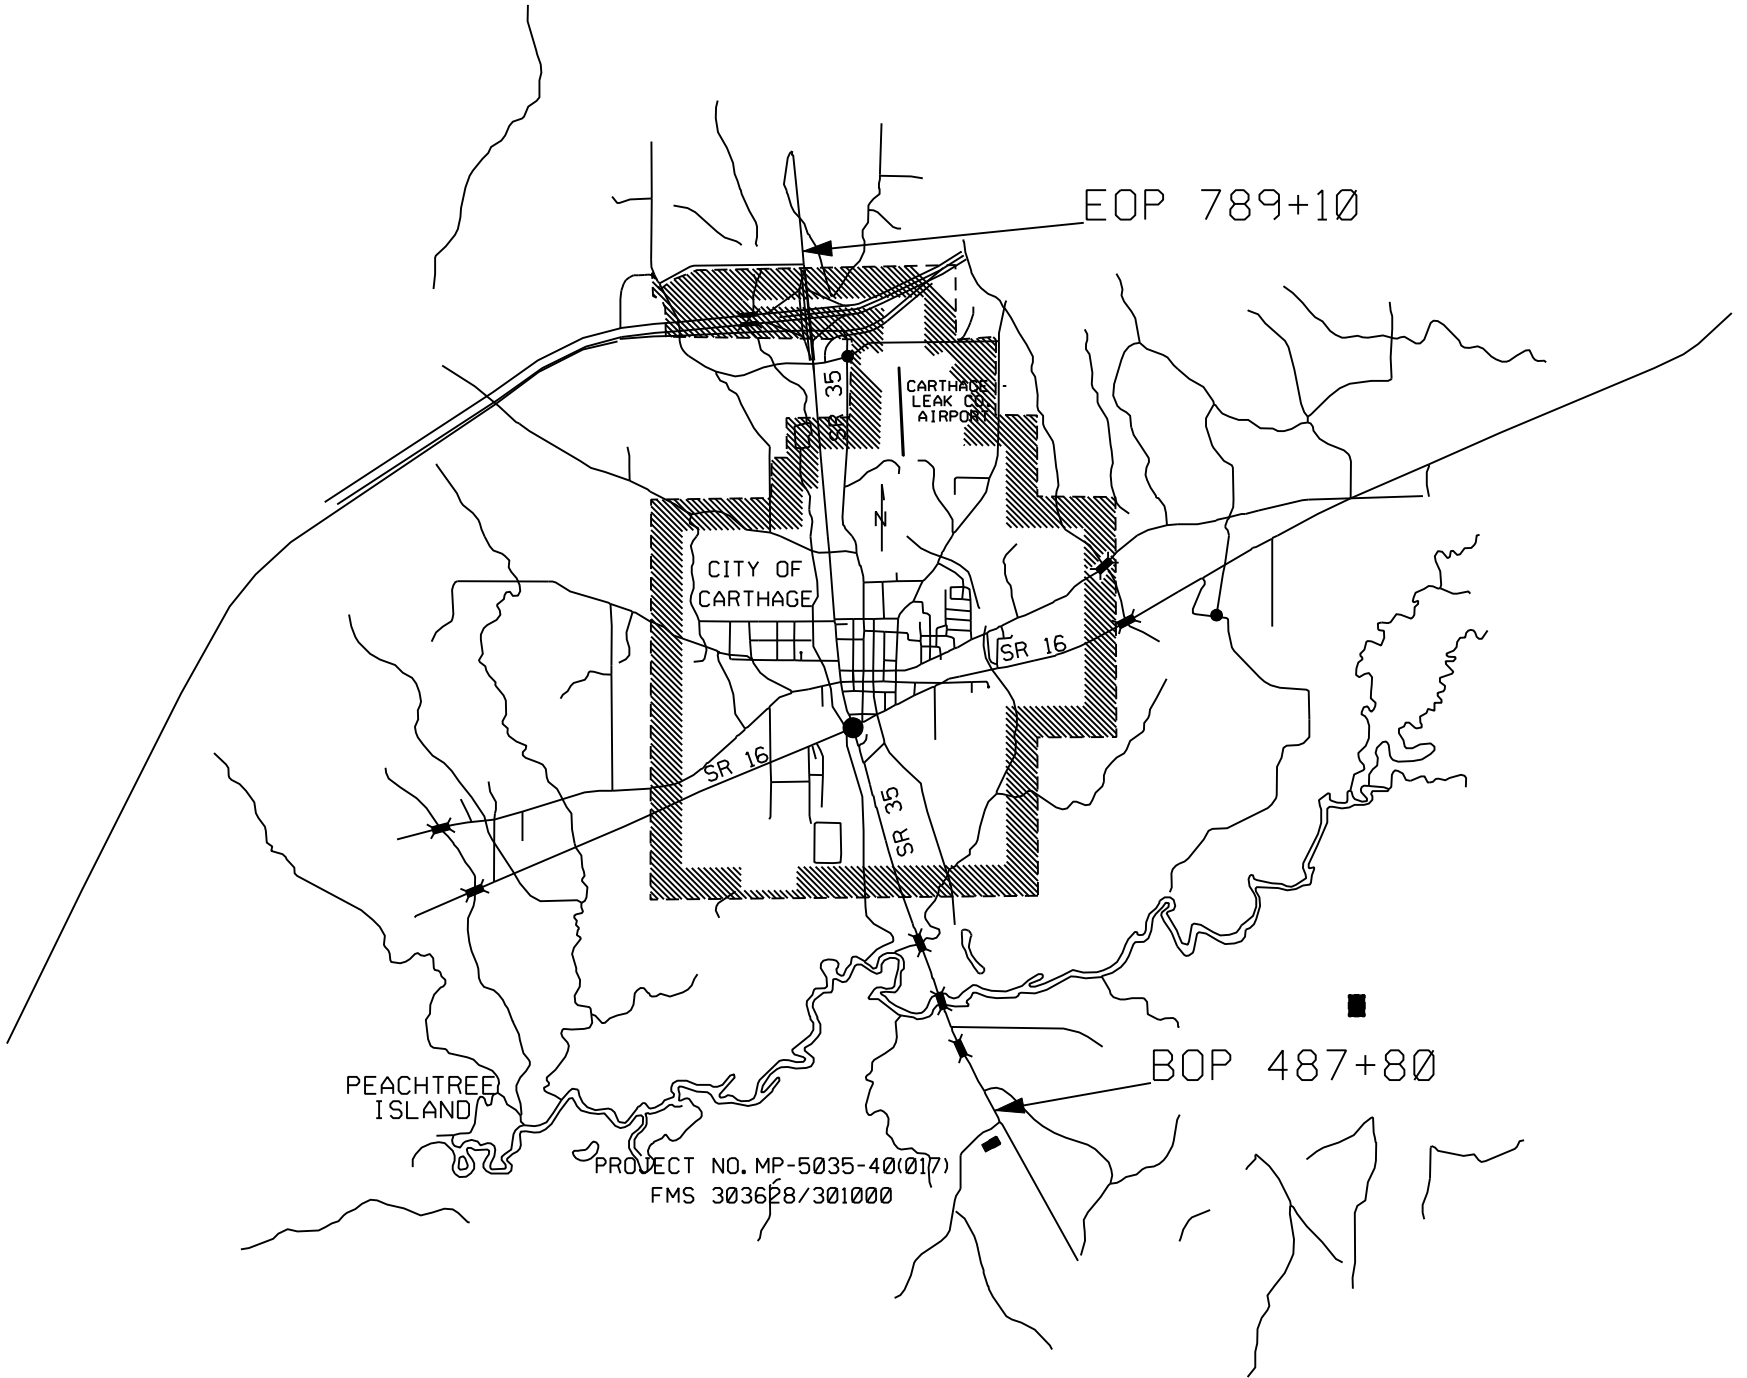 EOP 789+10
SR 35
CARTHAGE -
LEAK CO.
AIRPORT
N
CITY OF
CARTHAGE
SR 16
SR 16
SR 35
BOP 487+80
PEACHTREE
ISLAND
PROJECT NO. MP-5035-40(017)
FMS 303628/301000